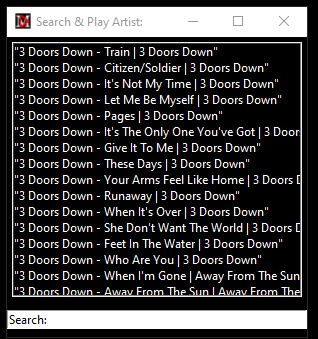 Search & Play Artist:
"3 Doors Down - Train | 3 Doors Down"
"3 Doors Down - Citizen/Soldier | 3 Doors Down"
"3 Doors Down - It's Not My Time | 3 Doors Down"
"3 Doors Down - Let Me Be Myself | 3 Doors Down"
"3 Doors Down - Pages | 3 Doors Down"
"3 Doors Down - It's The Only One You've Got | 3 Doors
"3 Doors Down - Give It To Me | 3 Doors Down"
"3 Doors Down - These Days | 3 Doors Down"
"3 Doors Down - Your Arms Feel Like Home | 3 Doors D
"3 Doors Down - Runaway | 3 Doors Down"
"3 Doors Down - When It's Over | 3 Doors Down"
"3 Doors Down - She Don't Want The World | 3 Doors D
"3 Doors Down - Feet In The Water | 3 Doors Down"
"3 Doors Down - Who Are You | 3 Doors Down"
"3 Doors Down - When I'm Gone | Away From The Sun
"3 Doors Down - Away From The Sun | Away From The
Search: